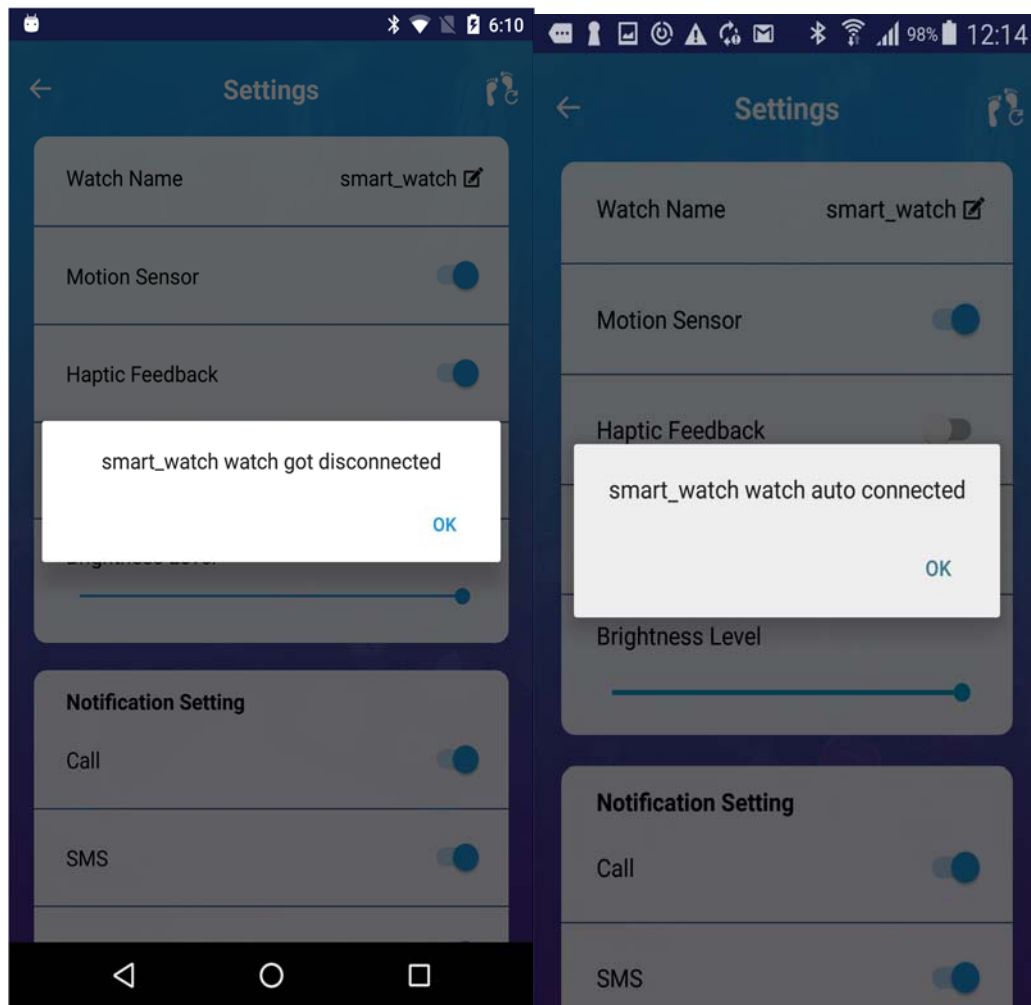 6:10
Settings
Watch Name smart_watch
Motion Sensor
Haptic Feedback
smart_watch watch got disconnected
OK
Brightness Level
Notification Setting
Call
SMS
98% 12:14
Settings
Watch Name smart_watch
Motion Sensor
Haptic Feedback
smart_watch watch auto connected
OK
Brightness Level
Notification Setting
Call
SMS